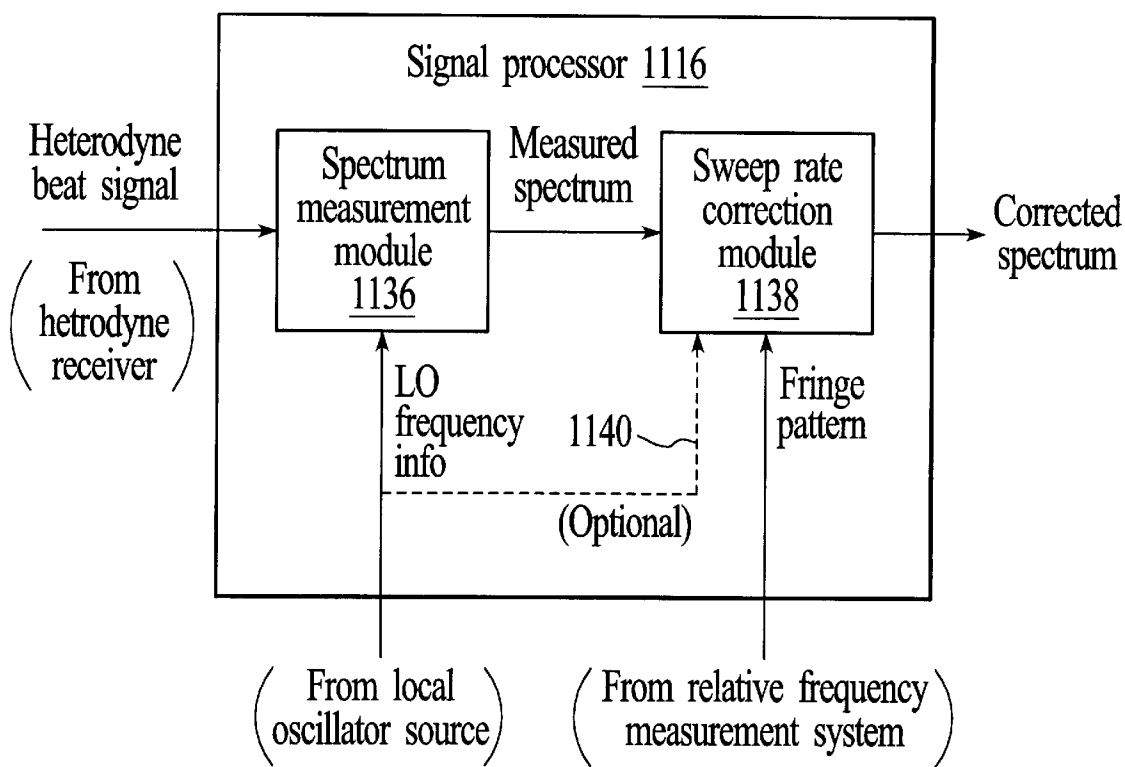 Signal processor 1116
Heterodyne
beat signal
(From
hetrodyne
receiver)
Spectrum
measurement
module
1136
Measured
spectrum
Sweep rate
correction
module
1138
Corrected
spectrum
LO
frequency
info
1140
(Optional)
Fringe
pattern
(From local
oscillator source)
(From relative frequency
measurement system)